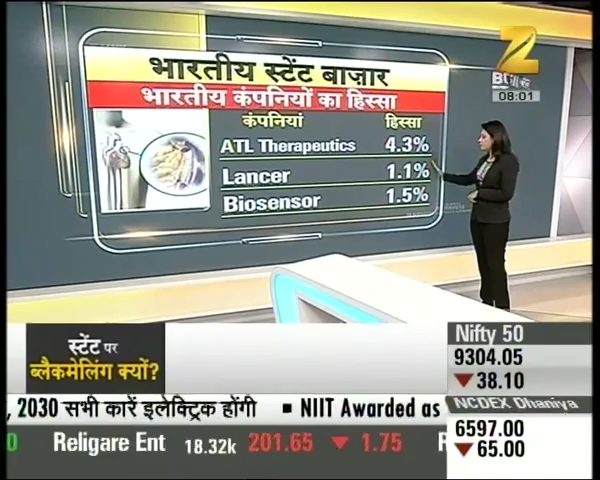 भारतीय स्टेंट बाज़ार
भारतीय कंपनियों का हिस्सा
कंपनियां हिस्सा
ATL Therapeutics 4.3%
Lancer 1.1%
Biosensor 1.5%
Z
08:01
स्टेंट पर
ब्लैकमेलिंग क्यों?
Nifty 50
9304.05
38.10
, 2030 सभी कारें इलेक्ट्रिक होंगी ■ NIIT Awarded as
NCDEX Dhaniya
6597.00
65.00
0 Religare Ent 18.32k 201.65 1.75